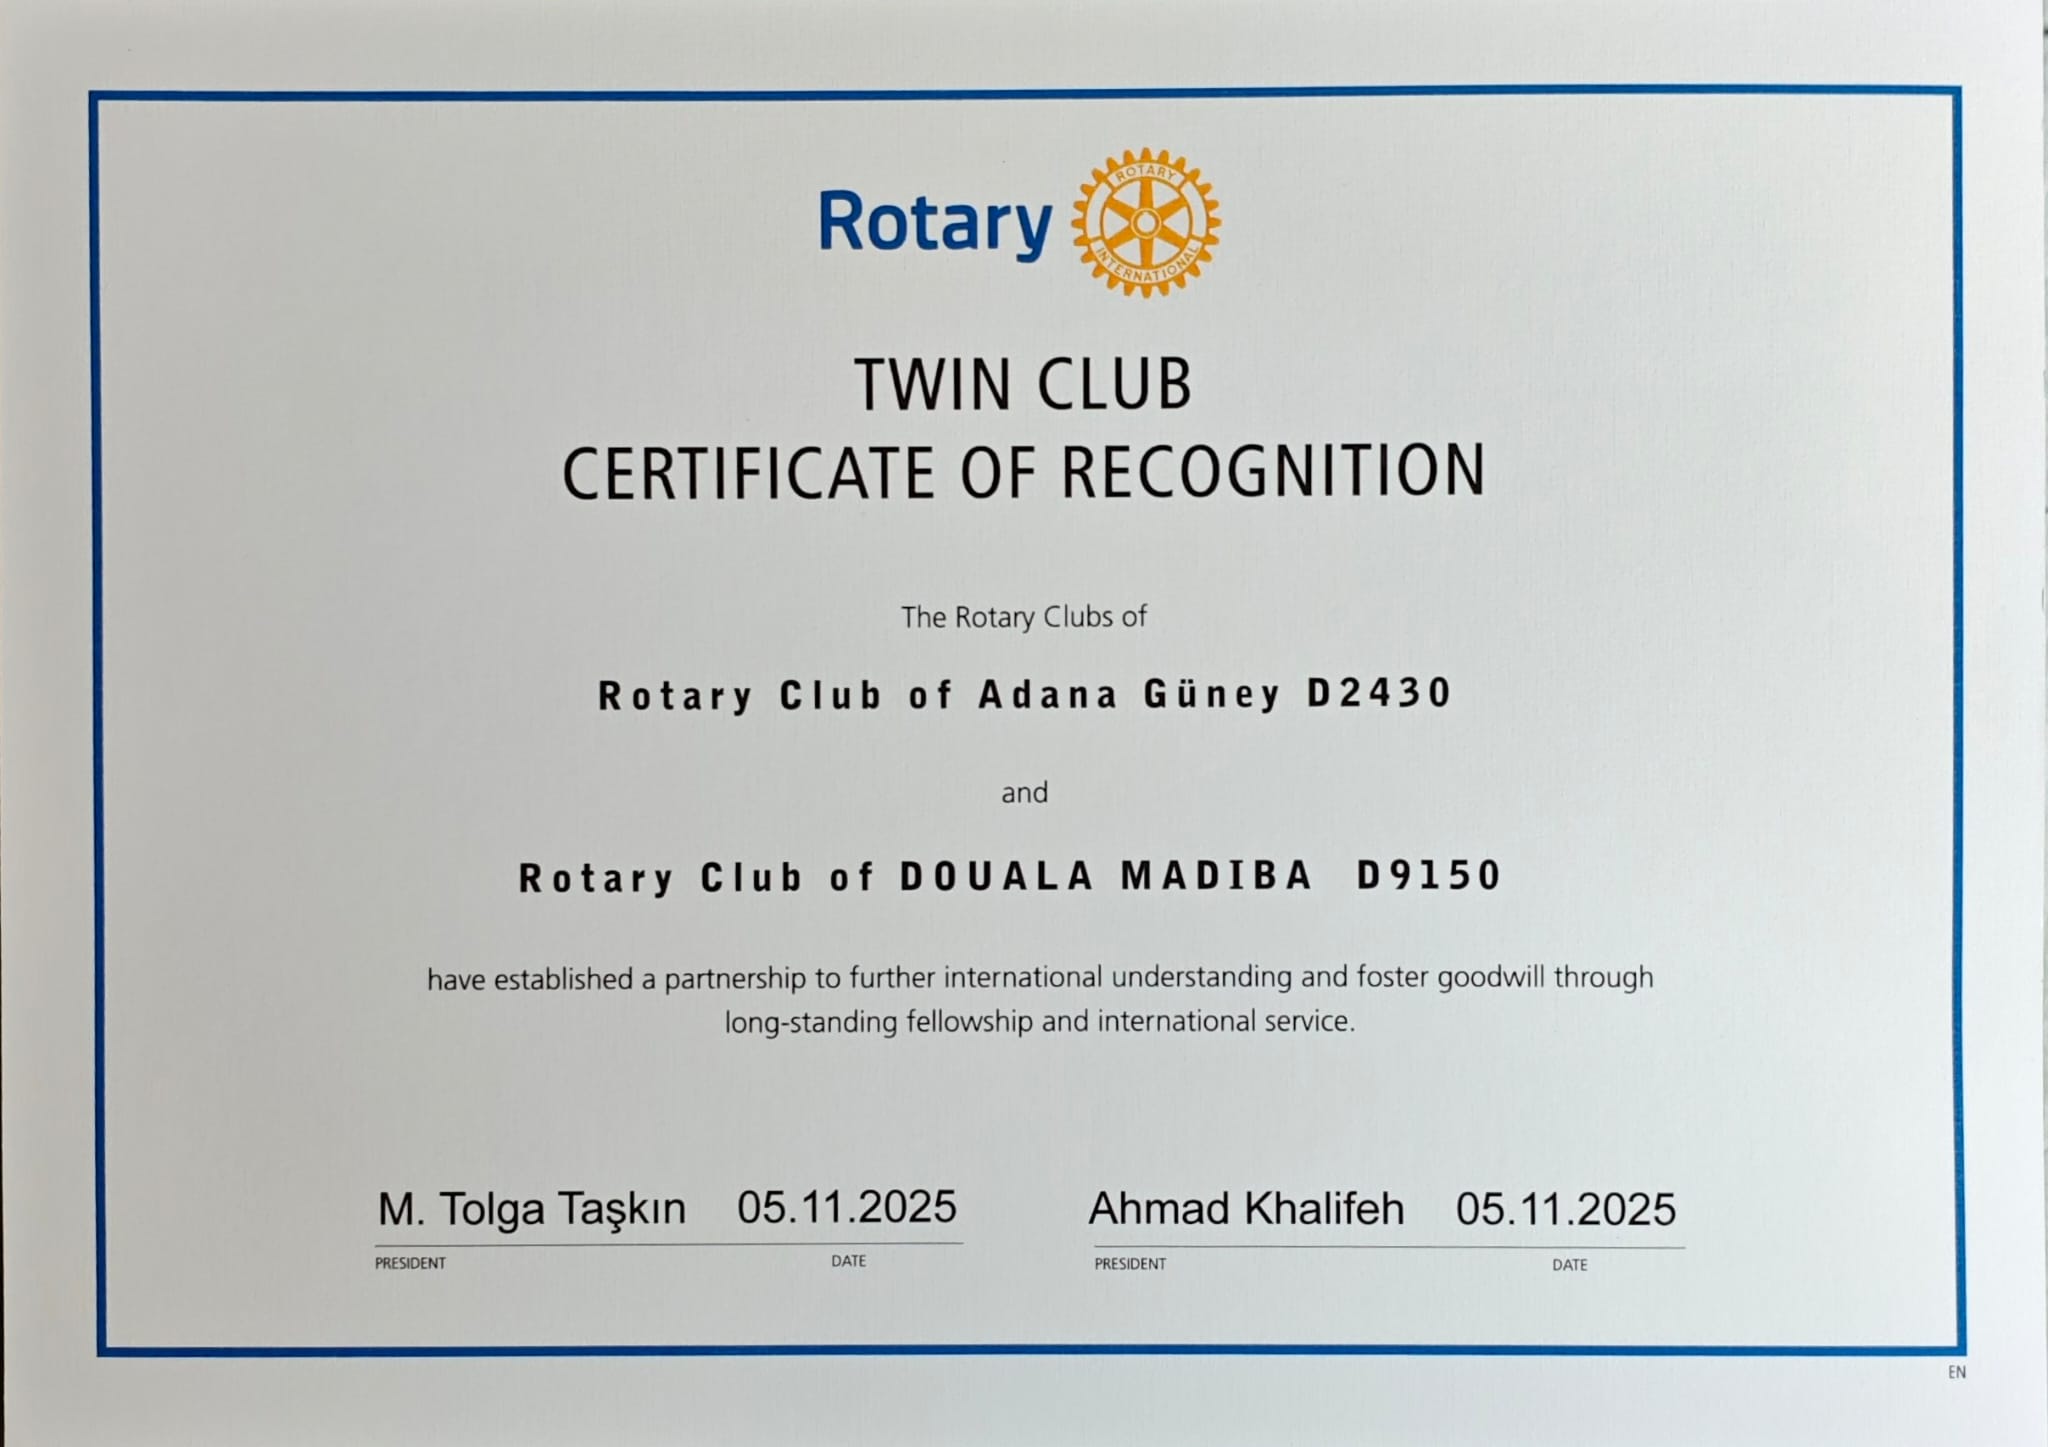 Rotary
ROTARY
INTERNATIONAL
TWIN CLUB
CERTIFICATE OF RECOGNITION
The Rotary Clubs of
Rotary Club of Adana Güney D2430
and
Rotary Club of DOUALA MADIBA D9150
have established a partnership to further international understanding and foster goodwill through
long-standing fellowship and international service.
M. Tolga Taşkın 05.11.2025 Ahmad Khalifeh 05.11.2025
PRESIDENT DATE PRESIDENT DATE
EN